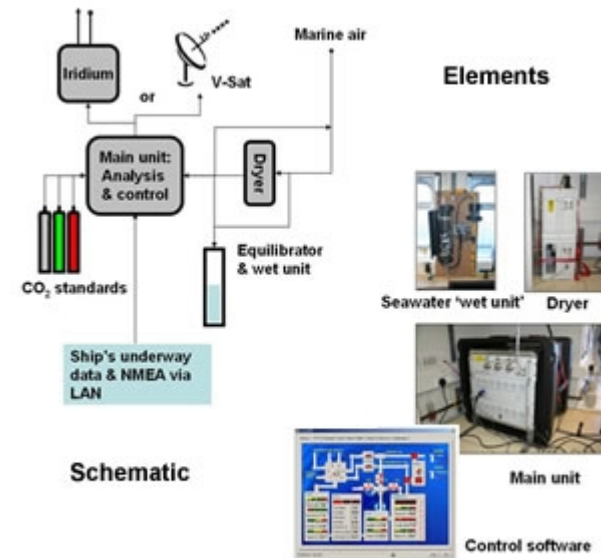 Marine air
Iridium
or
V-Sat
Elements
Main unit:
Analysis
& control
Dryer
Equilibrator
& wet unit
CO₂ standards
Seawater ‘wet unit’
Dryer
Ship's underway
data & NMEA via
LAN
Schematic
Main unit
Control software